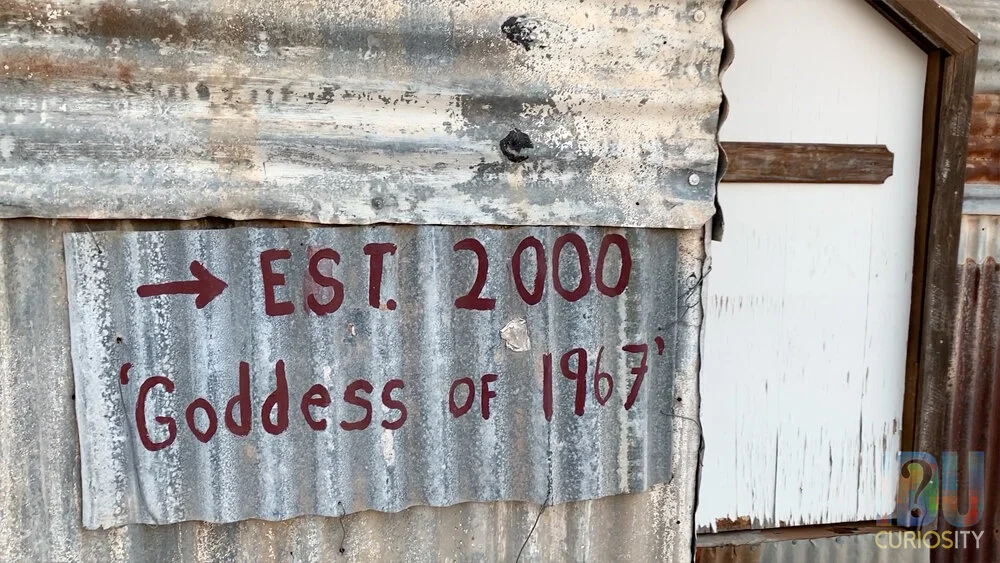 → EST. 2000
'Goddess OF 1967'
B?U
CURIOSITY